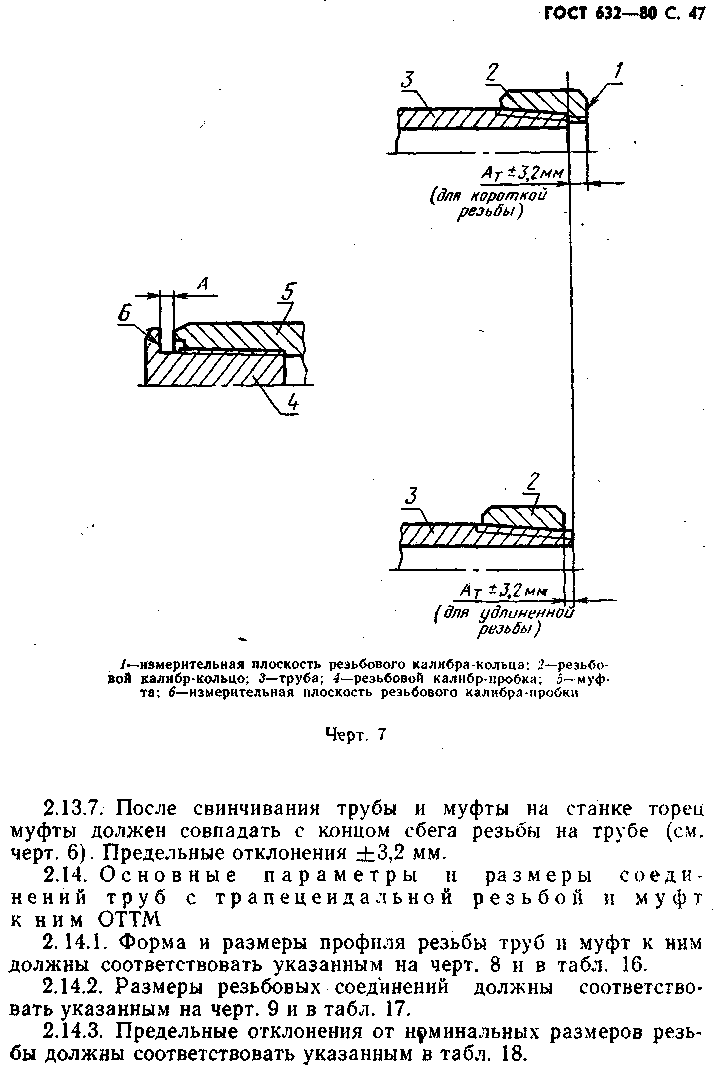 ГОСТ 632—80 С. 47
3
2
1
Ат ±3,2мм
(для короткой
резьбы)
А
6
5
4
3
2
Ат ±3,2мм
(для удлиненной
резьбы)
1—измерительная плоскость резьбового калибра-кольца; 2—резьбо-
вой калибр-кольцо; 3—труба; 4—резьбовой калибр-пробка; 5—муф-
та; 6—измерительная плоскость резьбового калибра-пробки
Черт. 7
2.13.7. После свинчивания трубы и муфты на станке торец
муфты должен совпадать с концом сбега резьбы на трубе (см.
черт. 6). Предельные отклонения ±3,2 мм.
2.14. Основные параметры и размеры соеди-
нений труб с трапецеидальной резьбой и муфт
к ним ОТТМ
2.14.1. Форма и размеры профиля резьбы труб и муфт к ним
должны соответствовать указанным на черт. 8 и в табл. 16.
2.14.2. Размеры резьбовых соединений должны соответство-
вать указанным на черт. 9 и в табл. 17.
2.14.3. Предельные отклонения от номинальных размеров резь-
бы должны соответствовать указанным в табл. 18.